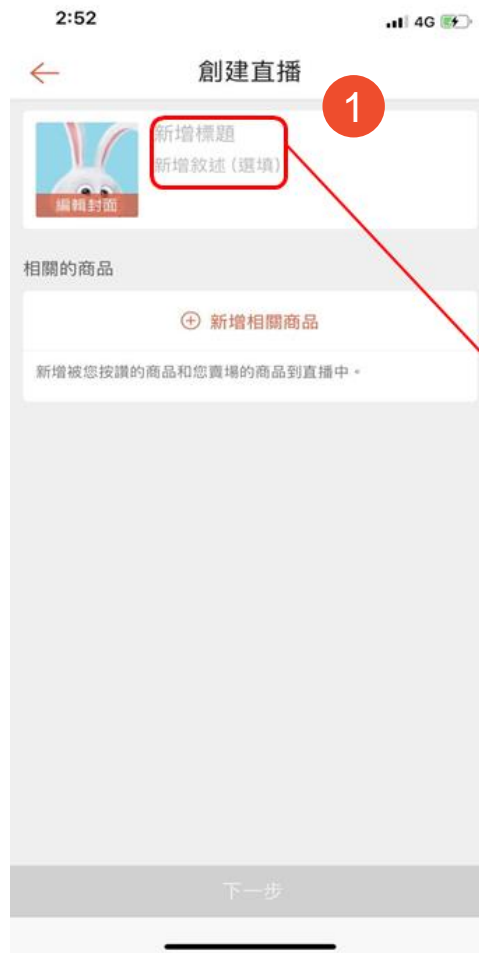 2:52
4G
創建直播
1
新增標題
新增敘述 (選填)
編輯封面
相關的商品
新增相關商品
新增被您按讚的商品和您賣場的商品到直播中。
下一步